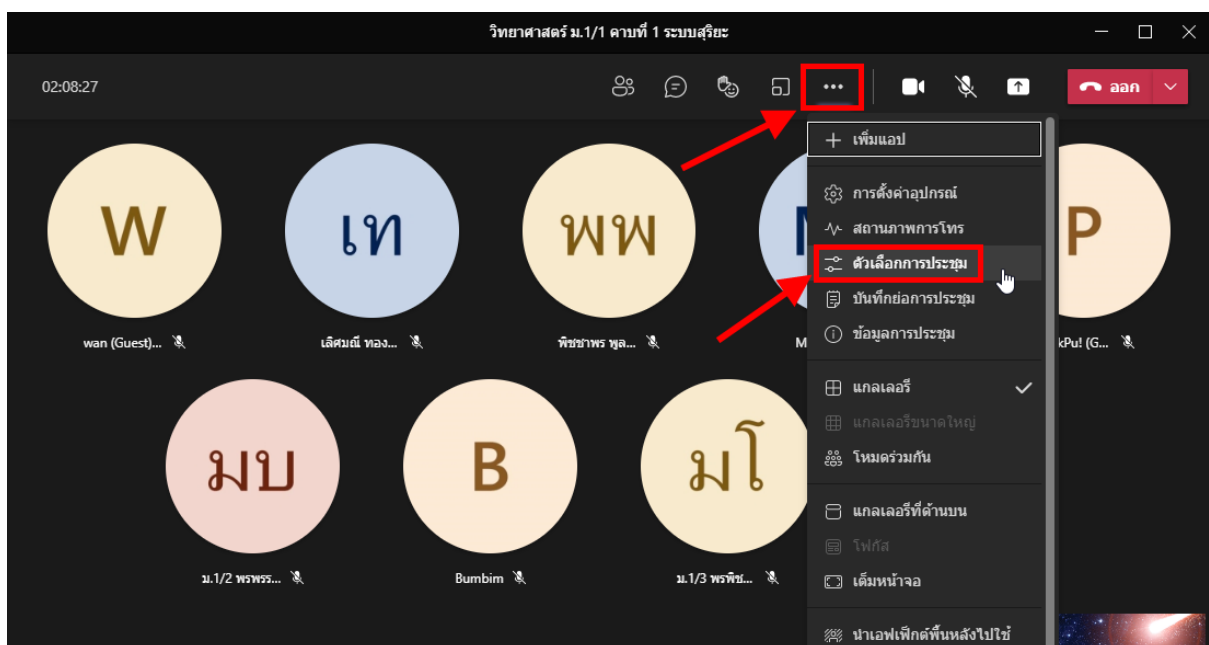 วิทยาศาสตร์ ม.1/1 คาบที่ 1 ระบบสุริยะ
02:08:27
ออก
เพิ่มแอป
การตั้งค่าอุปกรณ์
สถานภาพการโทร
ตัวเลือกการประชุม
บันทึกย่อการประชุม
ข้อมูลการประชุม
แกลเลอรี
แกลเลอรีขนาดใหญ่
โหมดร่วมกัน
แกลเลอรีที่ด้านบน
โฟกัส
เต็มหน้าจอ
นำเอฟเฟ็กต์พื้นหลังไปใช้
W
เท
พพ
P
wan (Guest)...
เลิศมณี ทอง...
พิชชาพร พูล...
M
kPu! (G...
มบ
B
มโ
ม.1/2 พรพรร...
Bumbim
ม.1/3 พรพิช...